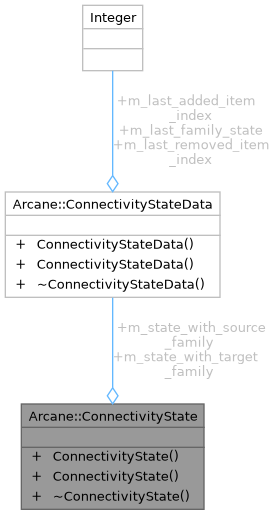 Integer
+m_last_added_item
_index
+m_last_family_state
+m_last_removed_item
_index
Arcane::ConnectivityStateData
+ ConnectivityStateData()
+ ConnectivityStateData()
+ ~ConnectivityStateData()
+m_state_with_source
_family
+m_state_with_target
_family
Arcane::ConnectivityState
+ ConnectivityState()
+ ConnectivityState()
+ ~ConnectivityState()